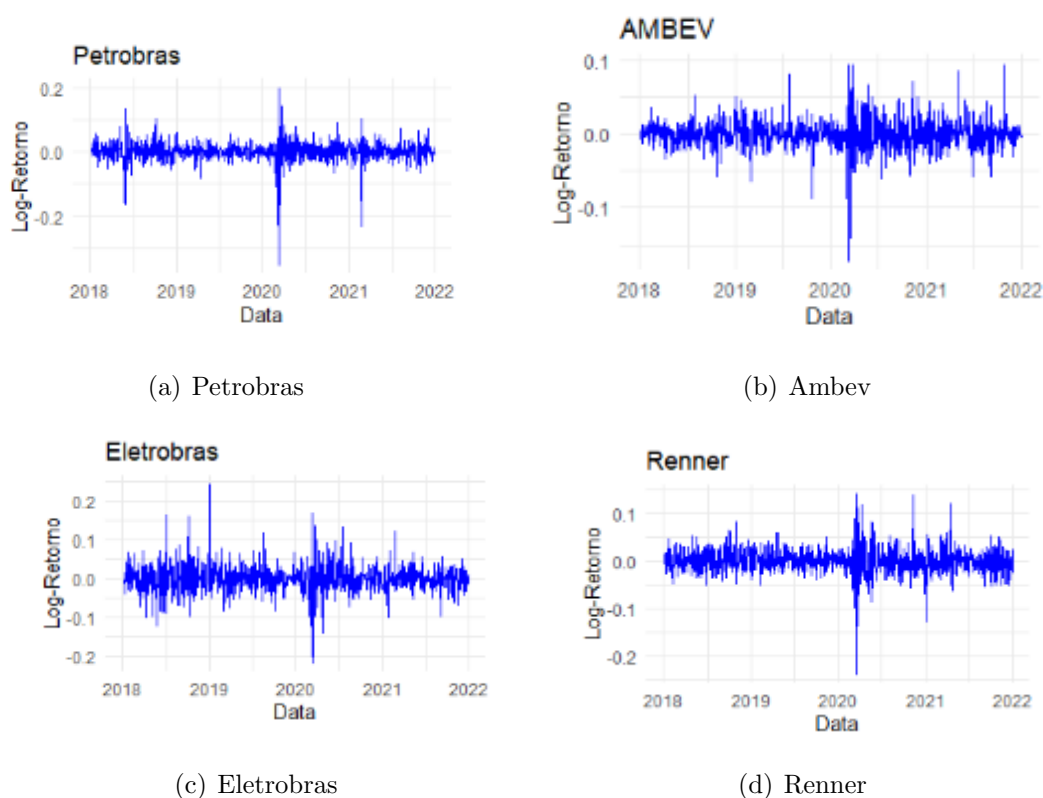 Petrobras
0.2
0.0
-0.2
Log-Retorno
2018 2019 2020 2021 2022
Data
(a) Petrobras
AMBEV
0.1
0.0
-0.1
Log-Retorno
2018 2019 2020 2021 2022
Data
(b) Ambev
Eletrobras
0.2
0.1
0.0
-0.1
-0.2
Log-Retorno
2018 2019 2020 2021 2022
Data
(c) Eletrobras
Renner
0.1
0.0
-0.1
-0.2
Log-Retorno
2018 2019 2020 2021 2022
Data
(d) Renner